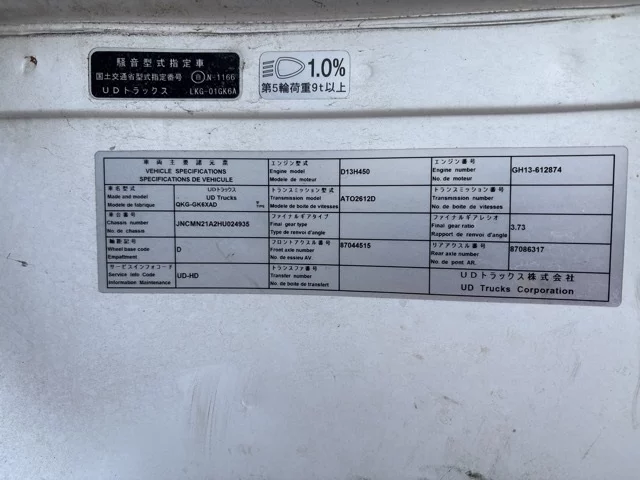 騒音型式指定車
国土交通省型式指定番号 Ⓑ N-1166
UDトラックス LKG-01GK6A
1.0%
第5輪荷重9t以上
車両主要諸元票
VEHICLE SPECIFICATIONS
SPECIFICATIONS DE VEHICULE
車名型式
Make and model
Modele de fabrique
UDトラックス
UD Trucks
QKG-GK6XAD TYPE
車台番号
Chassis number
No. de chassis
JNCMN21A2HU024935
軸距記号
Wheel base code
Empattement
D
サービスインフォコード
Service info Code
Information Maintenance
UD-HD
エンジン型式
Engine model
Modele de moteur
D13H450
トランスミッション型式
Transmission model
Modele de boite de vitesses
ATO2612D
ファイナルギアタイプ
Final gear type
Type de renvoi d'angle
フロントアクスル番号
Front axle number
No. de essieu AV.
87044515
トランスファ番号
Transfer number
No. de boite de transfert
エンジン番号
Engine number
No. de moteur
GH13-612874
トランスミッション番号
Transmission number
No. de boite de vitesses
ファイナルギアレシオ
Final gear ratio
Rapport de renvoi d'angle
3.73
リアアクスル番号
Rear axle number
No. de post AR.
87086317
UDトラックス株式会社
UD Trucks Corporation